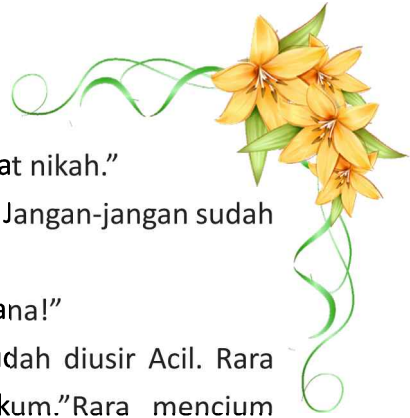 at nikah.”
Jangan-jangan sudah
ana!”
dah diusir Acil. Rara
kum.”Rara mencium